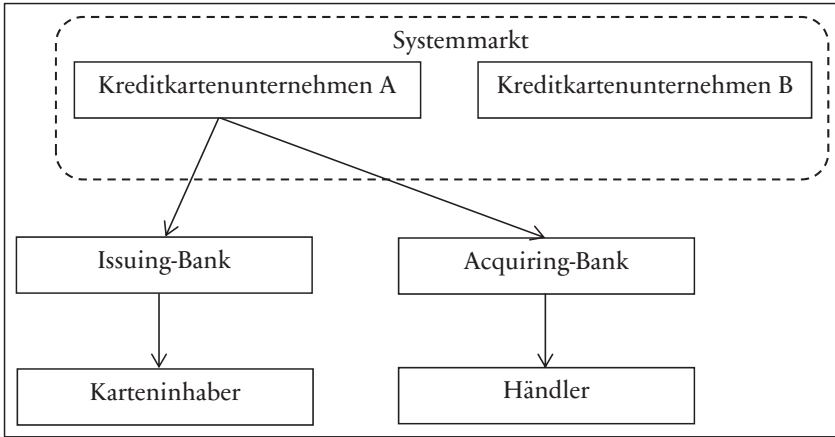 Systemmarkt
Kreditkartenunternehmen A
Kreditkartenunternehmen B
Issuing-Bank
Acquiring-Bank
Karteninhaber
Händler